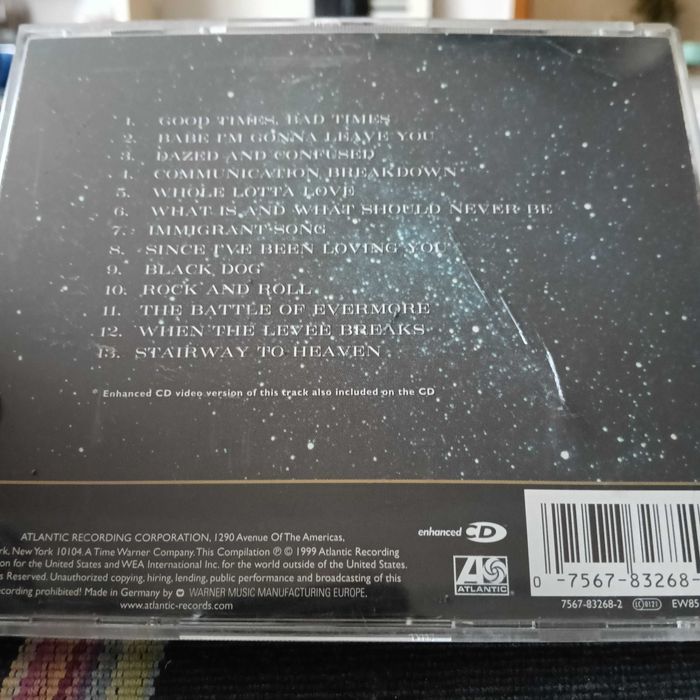 1. GOOD TIMES, BAD TIMES
2. BABE I'M GONNA LEAVE YOU
3. DAZED AND CONFUSED
4. COMMUNICATION BREAKDOWN*
5. WHOLE LOTTA LOVE
6. WHAT IS AND WHAT SHOULD NEVER BE
7. IMMIGRANT SONG
8. SINCE I'VE BEEN LOVING YOU
9. BLACK DOG
10. ROCK AND ROLL
11. THE BATTLE OF EVERMORE
12. WHEN THE LEVEE BREAKS
13. STAIRWAY TO HEAVEN
* Enhanced CD video version of this track also included on the CD
ATLANTIC RECORDING CORPORATION, 1290 Avenue Of The Americas,
New York 10104. A Time Warner Company. This Compilation ℗ © 1999 Atlantic Recording
for the United States and WEA International Inc. for the world outside of the United States.
Reserved. Unauthorized copying, hiring, lending, public performance and broadcasting of this
prohibited! Made in Germany by WARNER MUSIC MANUFACTURING EUROPE.
www.atlantic-records.com
enhanced CD
ATLANTIC
0 -7567-83268-
7567-83268-2 LC 0121 EW85